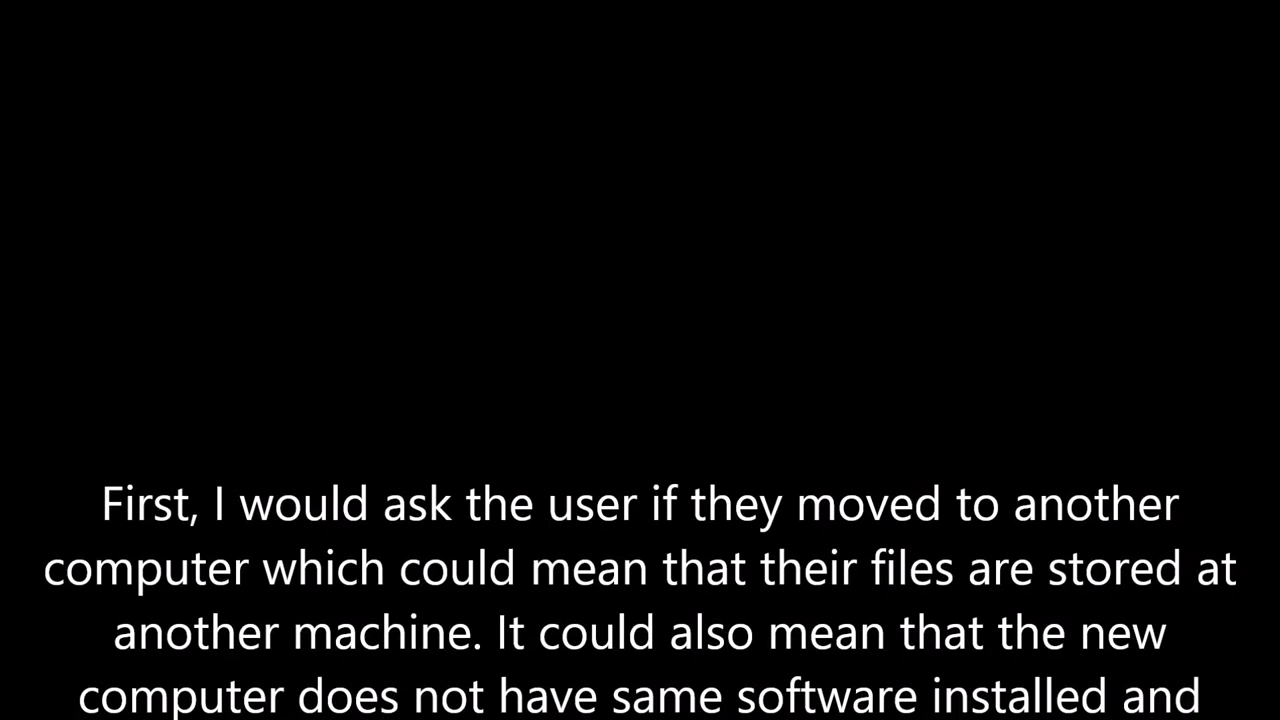 First, I would ask the user if they moved to another
computer which could mean that their files are stored at
another machine. It could also mean that the new
computer does not have same software installed and